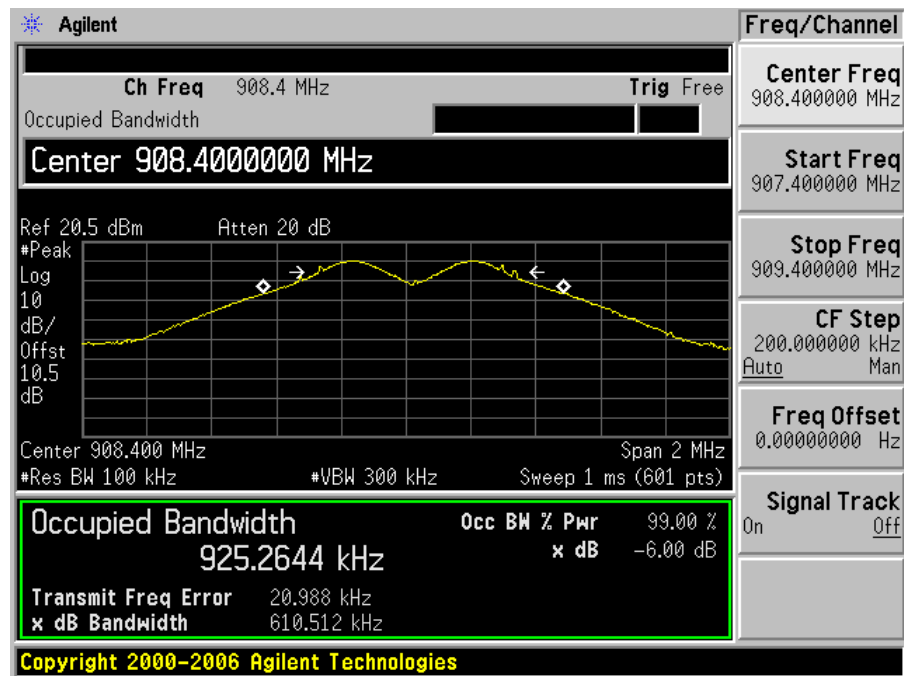 Agilent
Freq/Channel
Ch Freq 908.4 MHz Trig Free
Occupied Bandwidth
Center 908.4000000 MHz
Ref 20.5 dBm Atten 20 dB
#Peak
Log
10
dB/
Offst
10.5
dB
Center 908.400 MHz Span 2 MHz
#Res BW 100 kHz #VBW 300 kHz Sweep 1 ms (601 pts)
Occupied Bandwidth
925.2644 kHz
Occ BW % Pwr 99.00 %
x dB -6.00 dB
Transmit Freq Error 20.988 kHz
x dB Bandwidth 610.512 kHz
Center Freq
908.400000 MHz
Start Freq
907.400000 MHz
Stop Freq
909.400000 MHz
CF Step
200.000000 kHz
Auto Man
Freq Offset
0.00000000 Hz
Signal Track
On Off
Copyright 2000-2006 Agilent Technologies